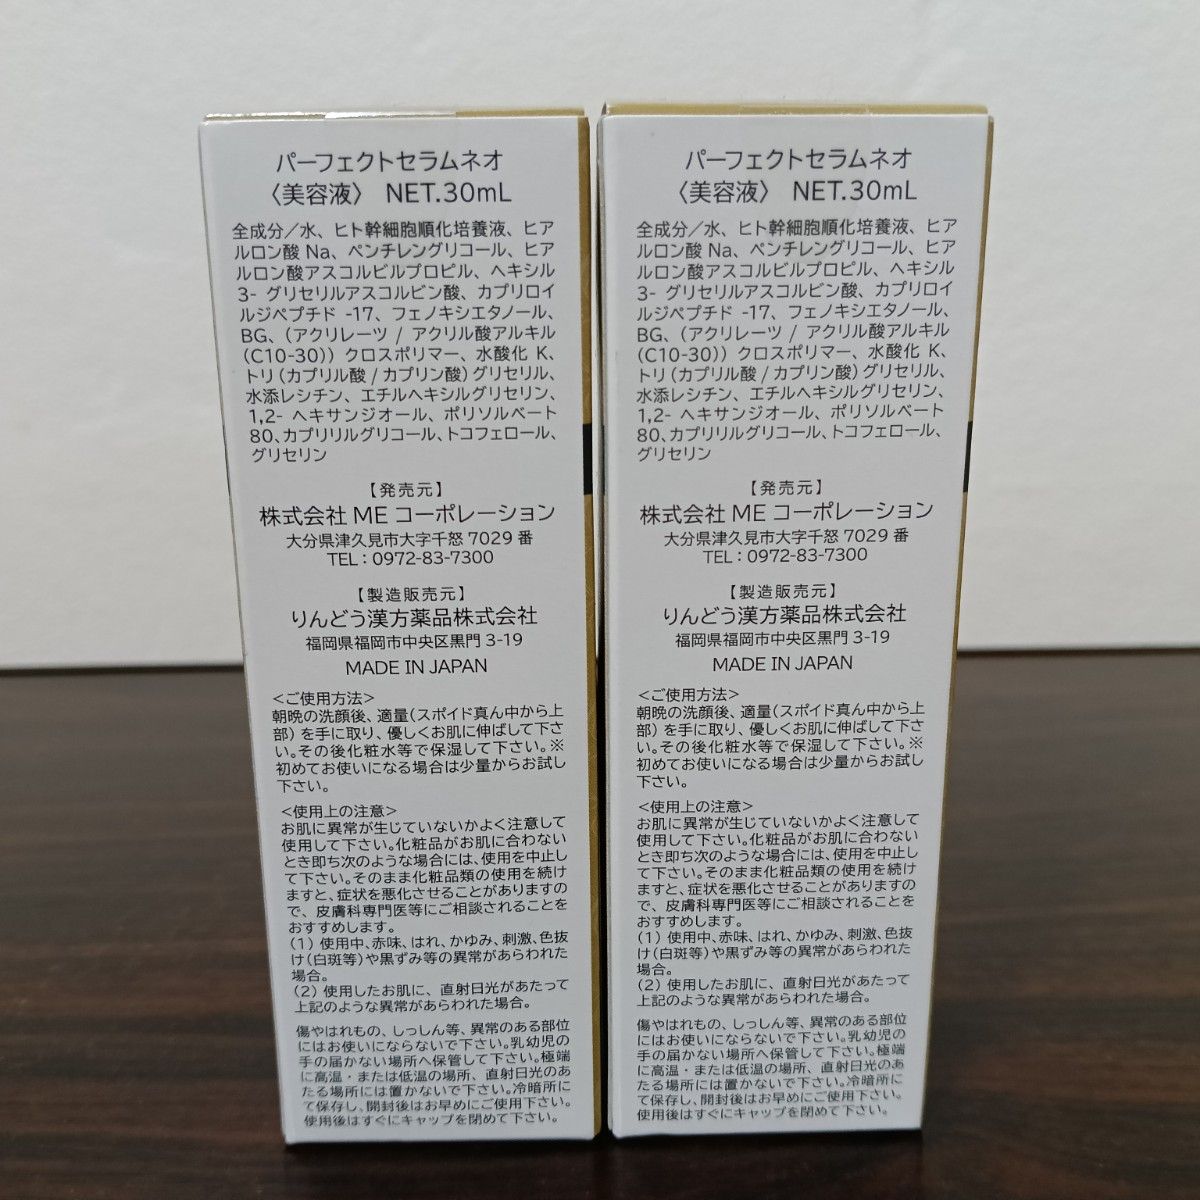 パーフェクトセラムネオ
〈美容液〉 NET.30mL
全成分／水、ヒト幹細胞順化培養液、ヒア
ルロン酸 Na、ペンチレングリコール、ヒア
ルロン酸アスコルビルプロピル、ヘキシル
3- グリセリルアスコルビン酸、カプリロイ
ルジペプチド -17、フェノキシエタノール、
BG、（アクリレーツ / アクリル酸アルキル
（C10-30））クロスポリマー、水酸化 K、
トリ（カプリル酸 / カプリン酸）グリセリル、
水添レシチン、エチルヘキシルグリセリン、
1,2- ヘキサンジオール、ポリソルベート
80、カプリリルグリコール、トコフェロール、
グリセリン
【発売元】
株式会社 ME コーポレーション
大分県津久見市大字千怒 7029 番
TEL：0972-83-7300
【製造販売元】
りんどう漢方薬品株式会社
福岡県福岡市中央区黒門 3-19
MADE IN JAPAN
＜ご使用方法＞
朝晩の洗顔後、適量（スポイド真ん中から上
部）を手に取り、優しくお肌に伸ばして下さ
い。その後化粧水等で保湿して下さい。※
初めてお使いになる場合は少量からお試し
下さい。
＜使用上の注意＞
お肌に異常が生じていないかよく注意して
使用して下さい。化粧品がお肌に合わない
とき即ち次のような場合には、使用を中止し
て下さい。そのまま化粧品類の使用を続け
ますと、症状を悪化させることがありますの
で、皮膚科専門医等にご相談されることを
おすすめします。
（1）使用中、赤味、はれ、かゆみ、刺激、色抜
け（白斑等）や黒ずみ等の異常があらわれた
場合。
（2）使用したお肌に、直射日光があたって
上記のような異常があらわれた場合。
傷やはれもの、しっしん等、異常のある部位
にはお使いにならないで下さい。乳幼児の
手の届かない場所へ保管して下さい。極端
に高温・または低温の場所、直射日光のあ
たる場所には置かないで下さい。冷暗所に
て保存し、開封後はお早めにご使用下さい。
使用後はすぐにキャップを閉めて下さい。
パーフェクトセラムネオ
〈美容液〉 NET.30mL
全成分／水、ヒト幹細胞順化培養液、ヒア
ルロン酸 Na、ペンチレングリコール、ヒア
ルロン酸アスコルビルプロピル、ヘキシル
3- グリセリルアスコルビン酸、カプリロイ
ルジペプチド -17、フェノキシエタノール、
BG、（アクリレーツ / アクリル酸アルキル
（C10-30））クロスポリマー、水酸化 K、
トリ（カプリル酸 / カプリン酸）グリセリル、
水添レシチン、エチルヘキシルグリセリン、
1,2- ヘキサンジオール、ポリソルベート
80、カプリリルグリコール、トコフェロール、
グリセリン
【発売元】
株式会社 ME コーポレーション
大分県津久見市大字千怒 7029 番
TEL：0972-83-7300
【製造販売元】
りんどう漢方薬品株式会社
福岡県福岡市中央区黒門 3-19
MADE IN JAPAN
＜ご使用方法＞
朝晩の洗顔後、適量（スポイド真ん中から上
部）を手に取り、優しくお肌に伸ばして下さ
い。その後化粧水等で保湿して下さい。※
初めてお使いになる場合は少量からお試し
下さい。
＜使用上の注意＞
お肌に異常が生じていないかよく注意して
使用して下さい。化粧品がお肌に合わない
とき即ち次のような場合には、使用を中止し
て下さい。そのまま化粧品類の使用を続け
ますと、症状を悪化させることがありますの
で、皮膚科専門医等にご相談されることを
おすすめします。
（1）使用中、赤味、はれ、かゆみ、刺激、色抜
け（白斑等）や黒ずみ等の異常があらわれた
場合。
（2）使用したお肌に、直射日光があたって
上記のような異常があらわれた場合。
傷やはれもの、しっしん等、異常のある部位
にはお使いにならないで下さい。乳幼児の
手の届かない場所へ保管して下さい。極端
に高温・または低温の場所、直射日光のあ
たる場所には置かないで下さい。冷暗所に
て保存し、開封後はお早めにご使用下さい。
使用後はすぐにキャップを閉めて下さい。